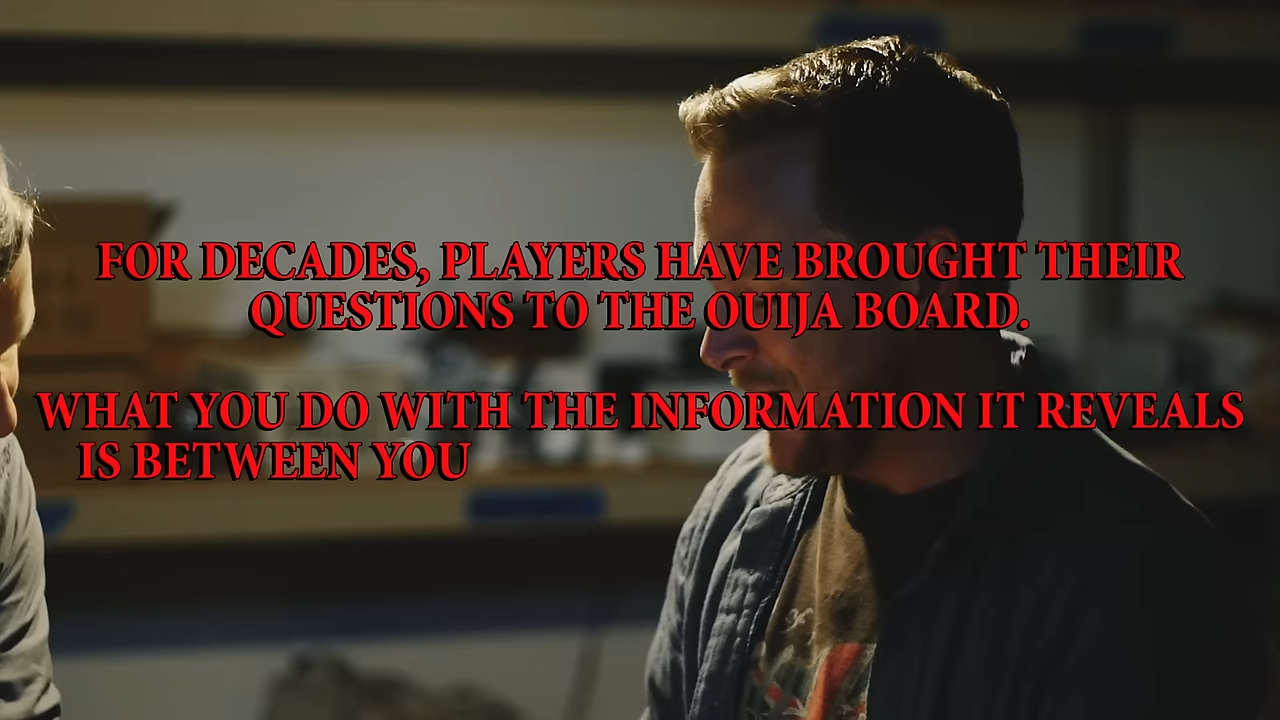 FOR DECADES, PLAYERS HAVE BROUGHT THEIR
QUESTIONS TO THE OUIJA BOARD.
WHAT YOU DO WITH THE INFORMATION IT REVEALS
IS BETWEEN YOU